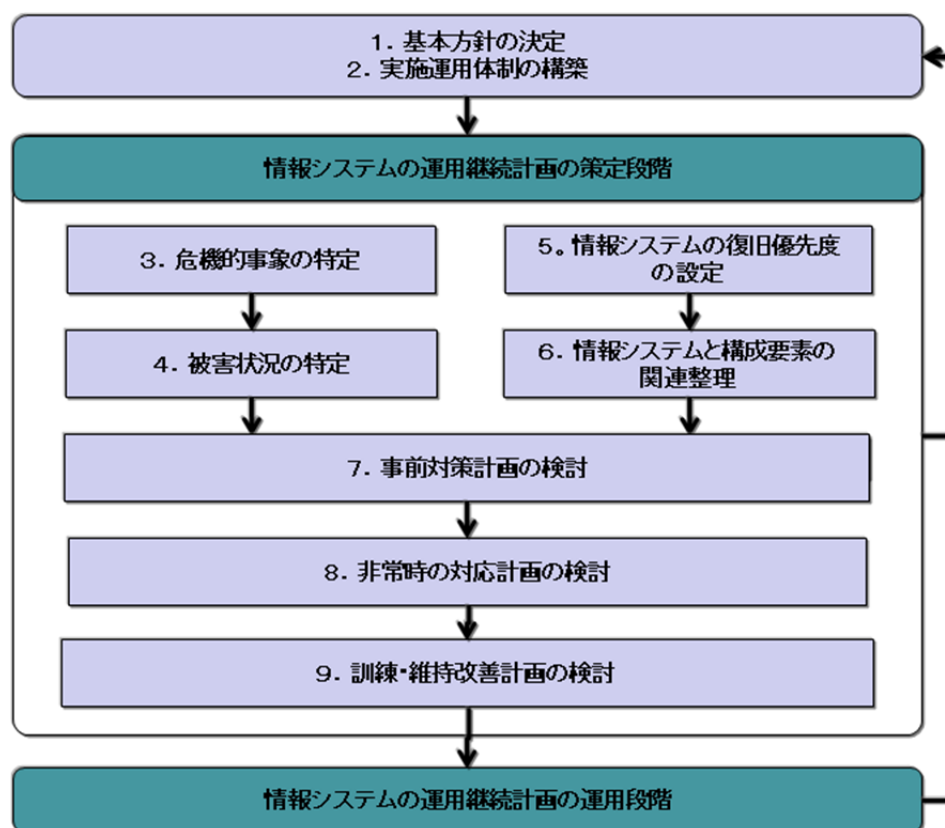 1. 基本方針の決定
2. 実施運用体制の構築
情報システムの運用継続計画の策定段階
3. 危機的事象の特定
4. 被害状況の特定
5。情報システムの復旧優先度
の設定
6. 情報システムと構成要素の
関連整理
7. 事前対策計画の検討
8. 非常時の対応計画の検討
9. 訓練・維持改善計画の検討
情報システムの運用継続計画の運用段階